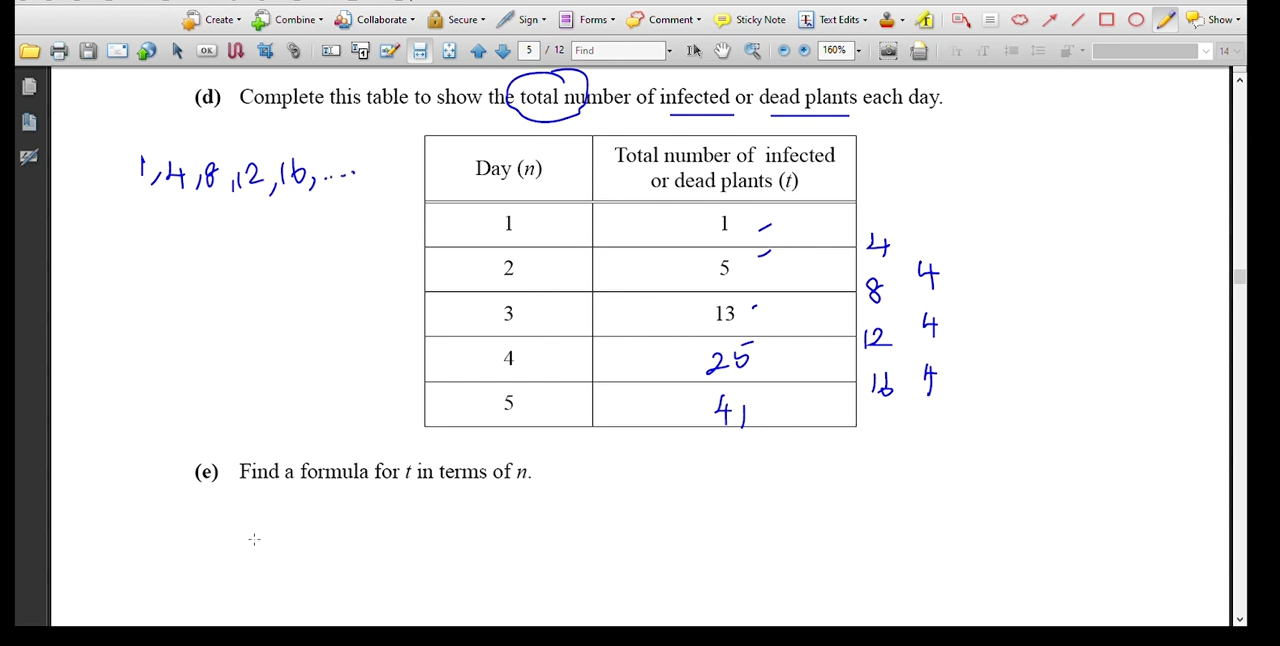 Create Combine Collaborate Secure Sign Forms Comment Sticky Note Text Edits Show
OK 5 / 12 Find 160% 14
(d) Complete this table to show the total number of infected or dead plants each day.
1, 4, 8, 12, 16, ....
Day (n) Total number of infected
or dead plants (t)
1 1
4
2 5
4
8
3 13
4
12
4 25
16 4
5 41
(e) Find a formula for t in terms of n.